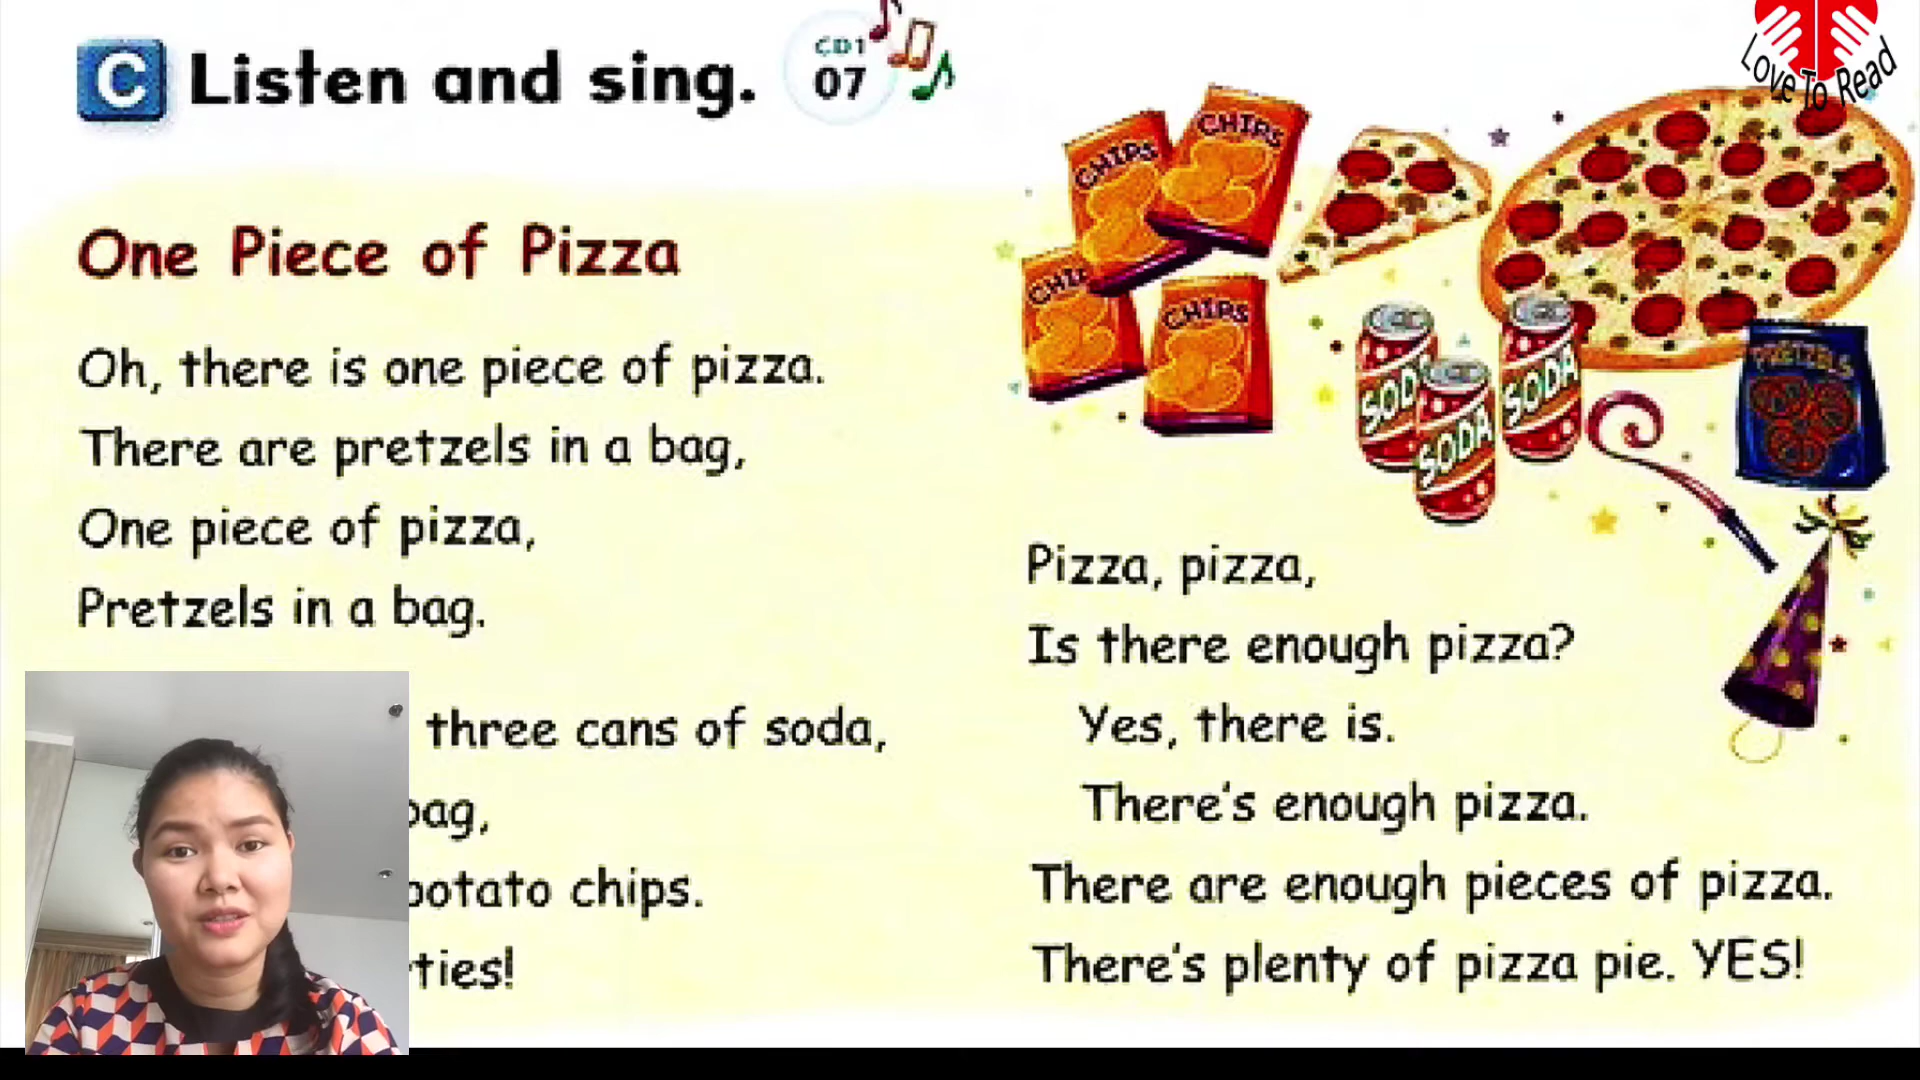 C Listen and sing.
CD1
07
Love To Read
One Piece of Pizza
Oh, there is one piece of pizza.
There are pretzels in a bag,
One piece of pizza,
Pretzels in a bag.
three cans of soda,
bag,
potato chips.
CHIPS
CHIPS
CHIPS
SODA
SODA
SODA
PRETZELS
Pizza, pizza,
Is there enough pizza?
Yes, there is.
There's enough pizza.
There are enough pieces of pizza.
There's plenty of pizza pie. YES!